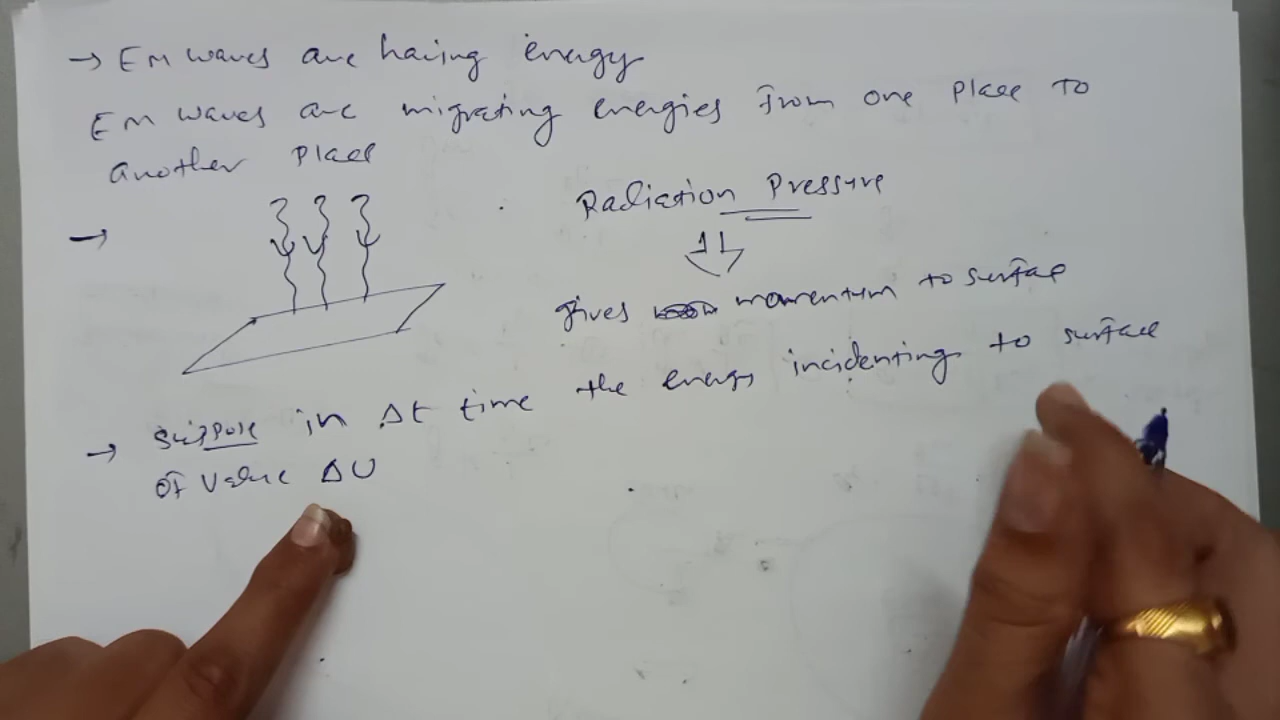 → EM waves are having energy
EM waves are migrating energies from one place to
another place
→
Radiation Pressure
gives momentum to surface
→ suppose in Δt time the energy incidenting to surface
of value ΔU